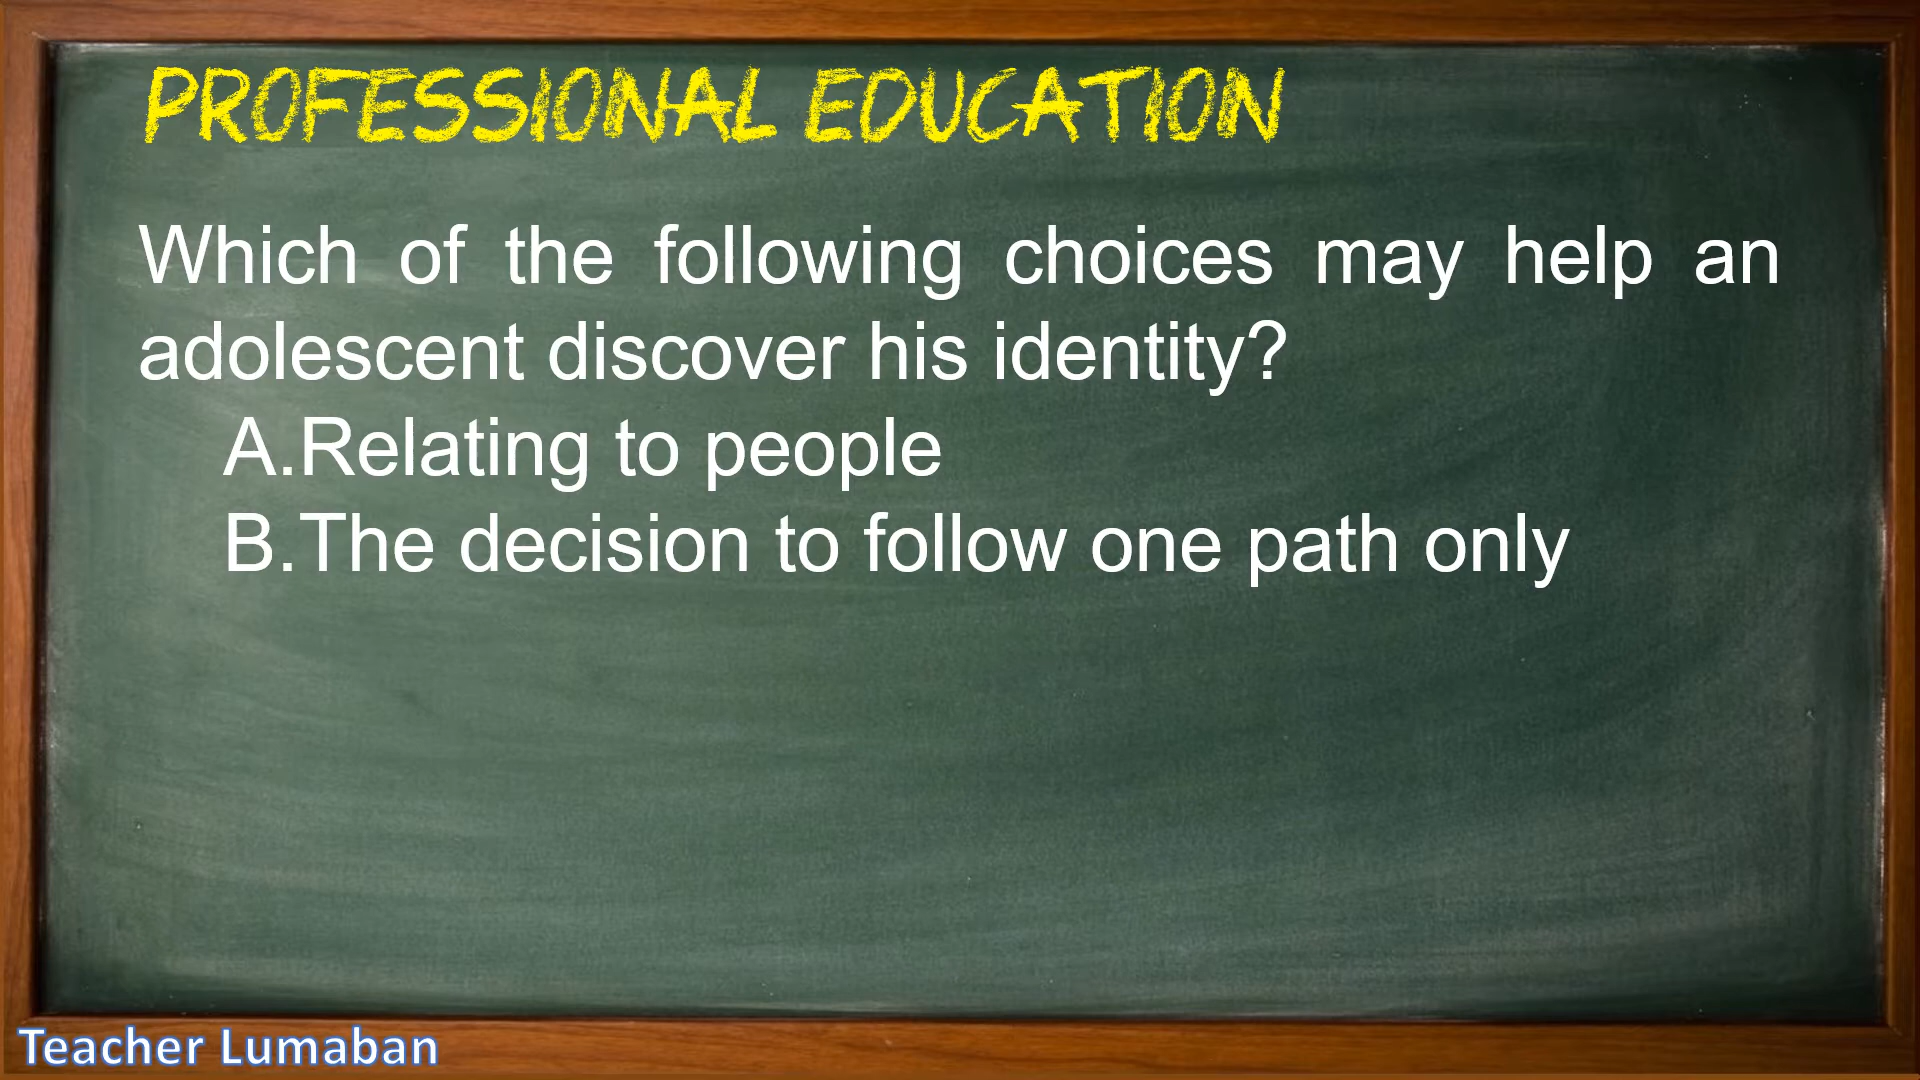 PROFESSIONAL EDUCATION
Which of the following choices may help an
adolescent discover his identity?
A.Relating to people
B.The decision to follow one path only
Teacher Lumaban